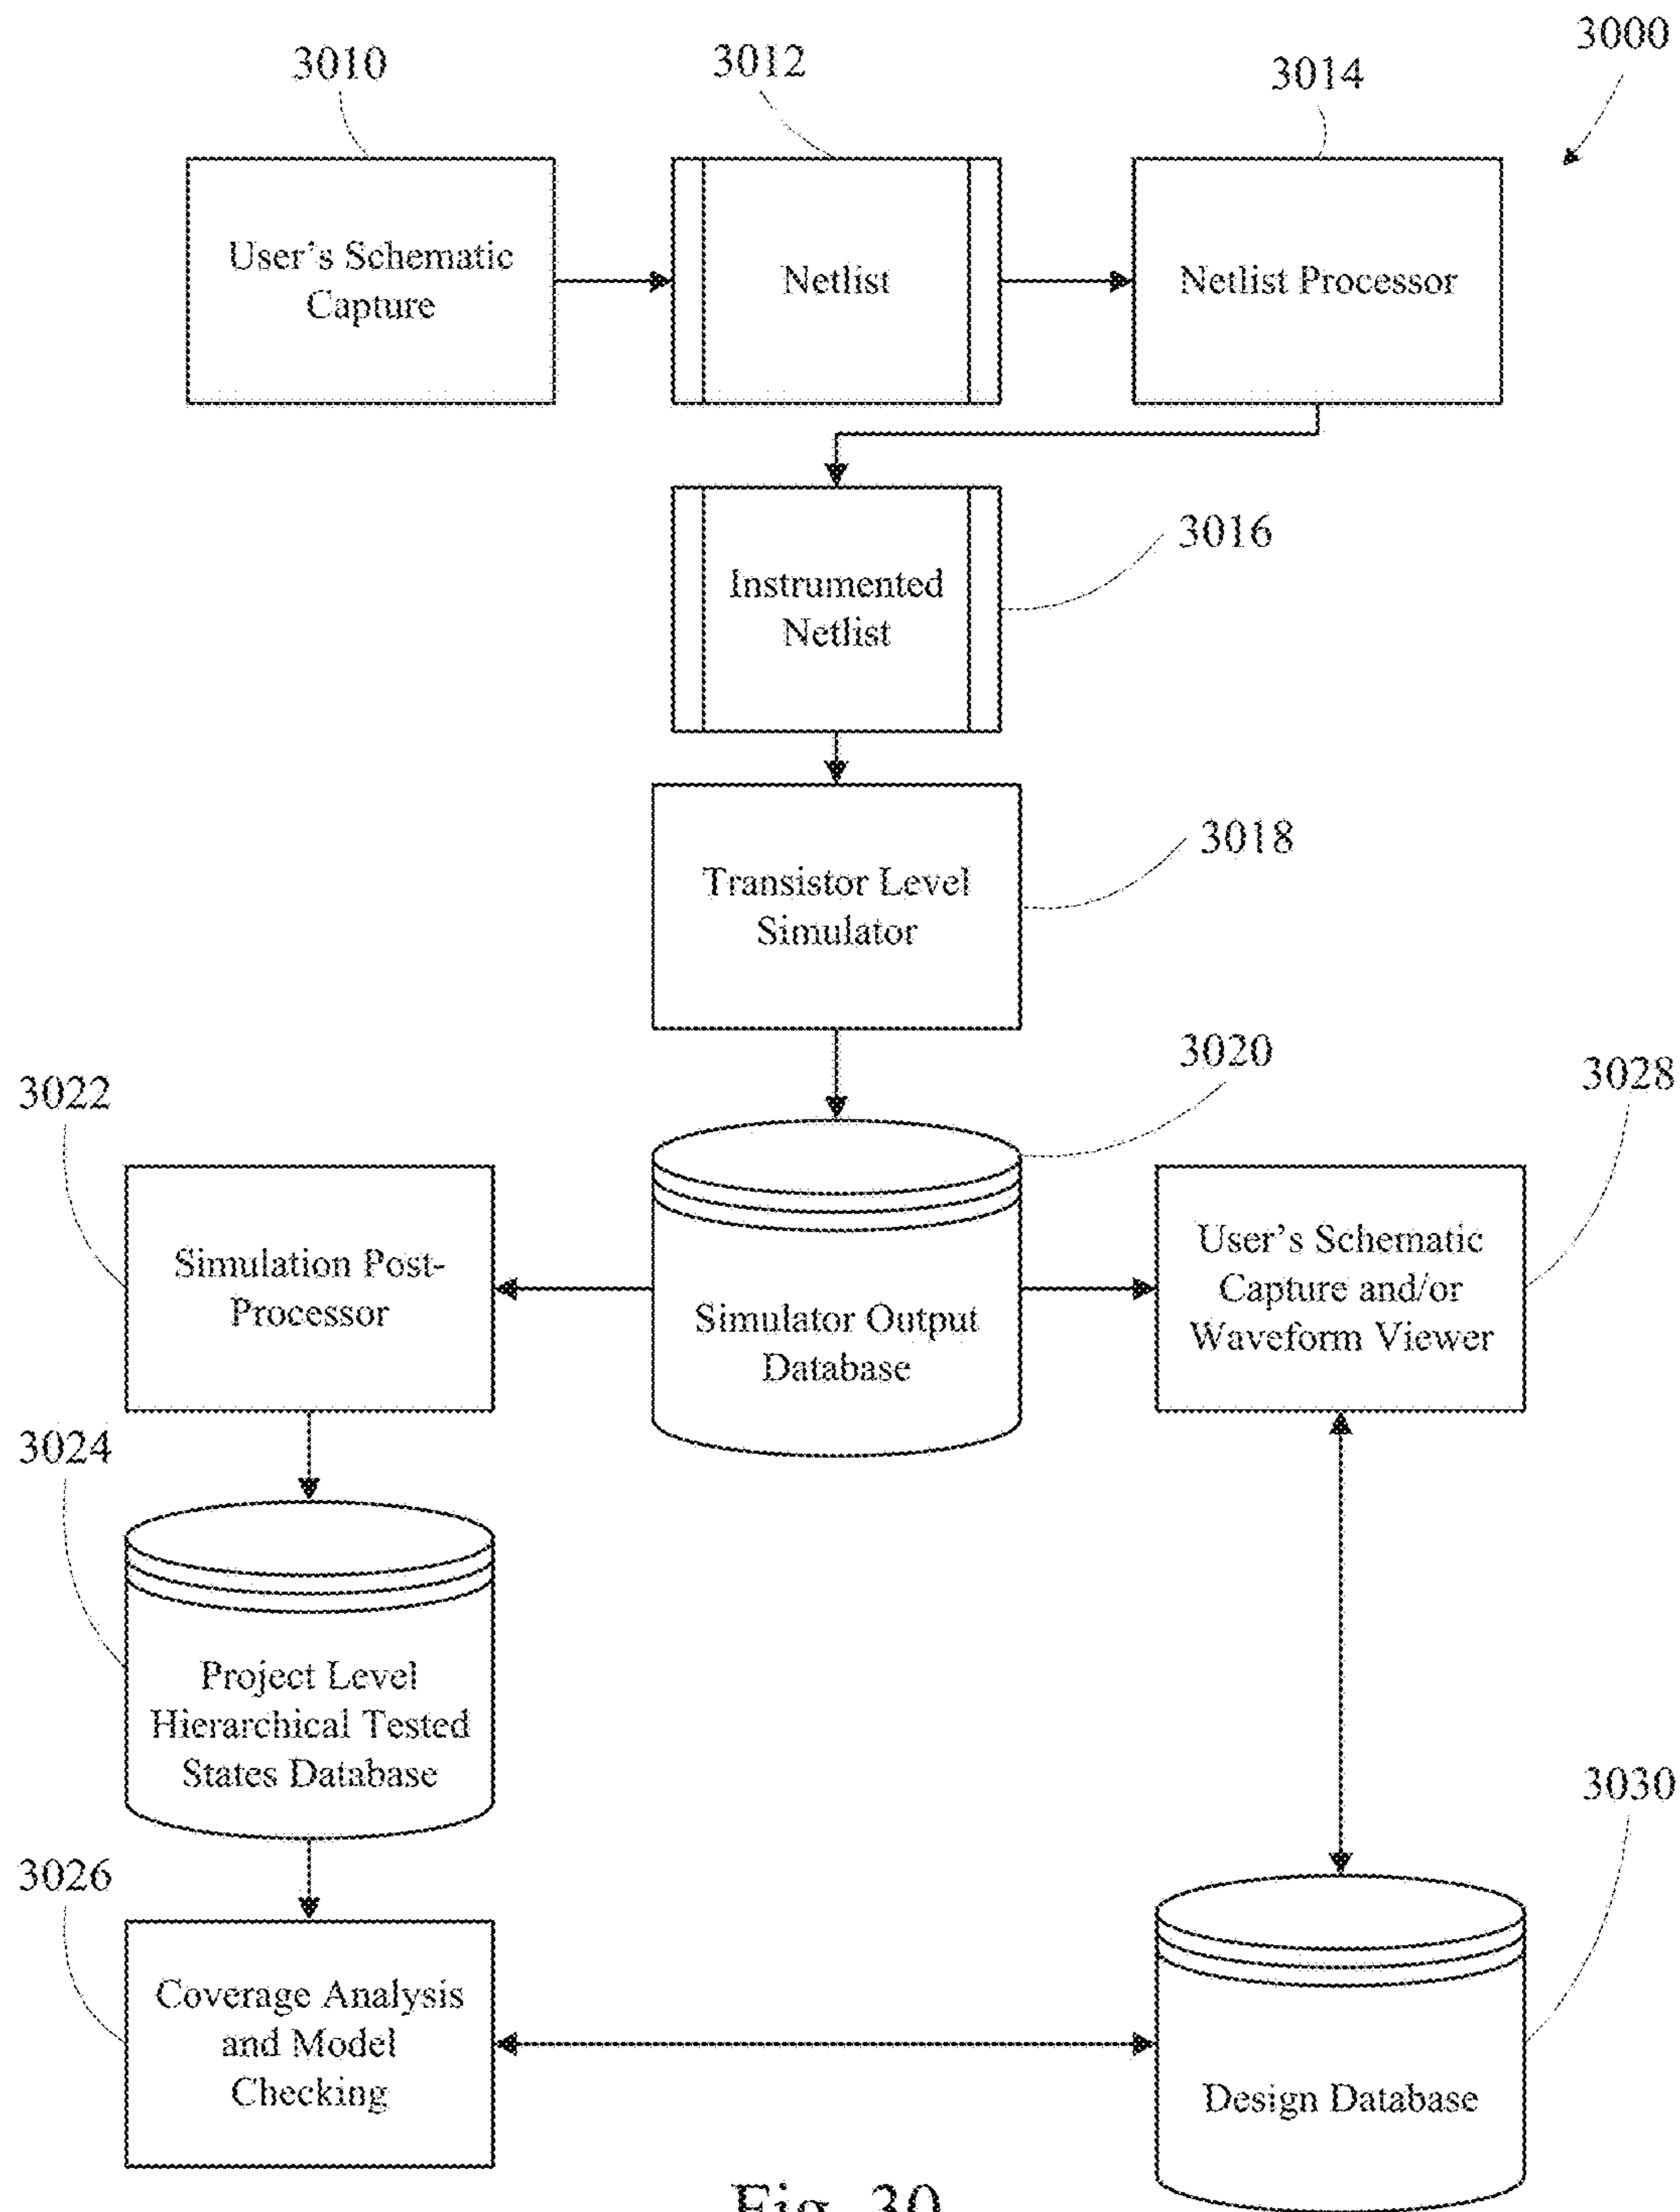 3000
3010
3012
3014
User's Schematic
Capture
Netlist
Netlist Processor
3016
Instrumented
Netlist
3018
Transistor Level
Simulator
3020
3022
3028
Simulation Post-
Processor
Simulator Output
Database
User's Schematic
Capture and/or
Waveform Viewer
3024
Project Level
Hierarchical Tested
States Database
3030
3026
Coverage Analysis
and Model
Checking
Design Database
Fig. 30